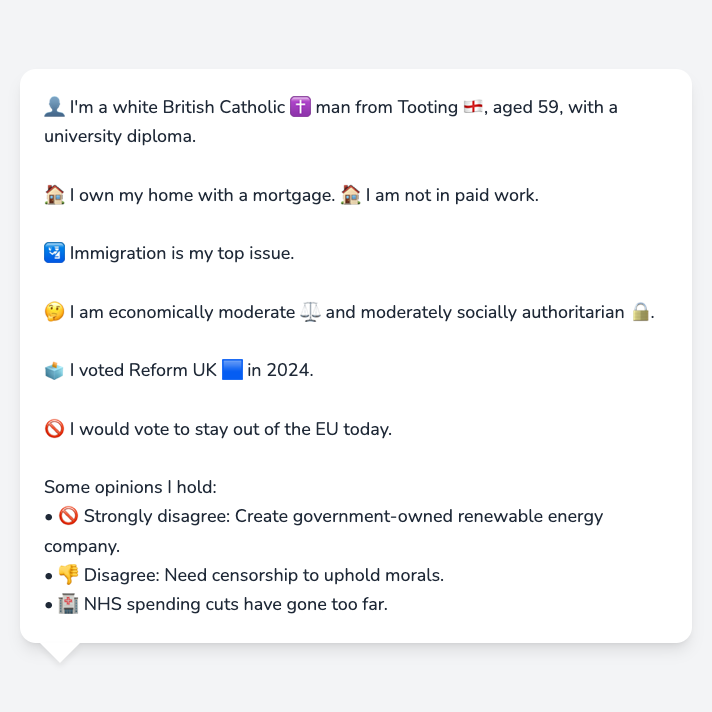 👤 I'm a white British Catholic ✝️ man from Tooting 🏴󠁧󠁢󠁥󠁮󠁧󠁿, aged 59, with a
university diploma.
🏠 I own my home with a mortgage. 🏠 I am not in paid work.
🛂 Immigration is my top issue.
🤔 I am economically moderate ⚖️ and moderately socially authoritarian 🔒.
🗳️ I voted Reform UK 🟦 in 2024.
🚫 I would vote to stay out of the EU today.
Some opinions I hold:
• 🚫 Strongly disagree: Create government-owned renewable energy
company.
• 👎 Disagree: Need censorship to uphold morals.
• 🏥 NHS spending cuts have gone too far.